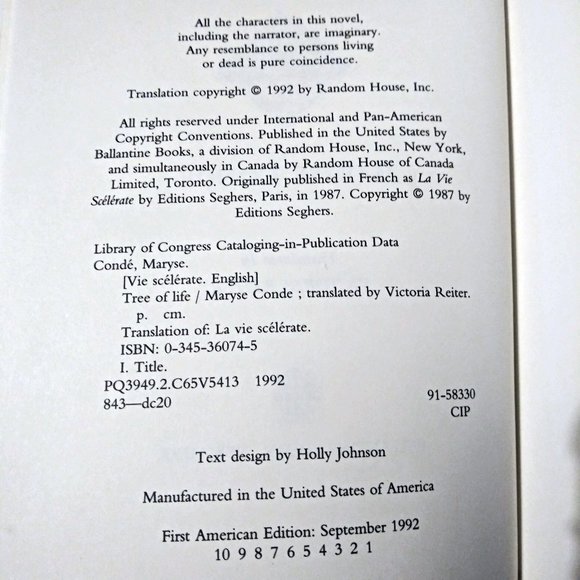 All the characters in this novel,
including the narrator, are imaginary.
Any resemblance to persons living
or dead is pure coincidence.
Translation copyright © 1992 by Random House, Inc.
All rights reserved under International and Pan-American
Copyright Conventions. Published in the United States by
Ballantine Books, a division of Random House, Inc., New York,
and simultaneously in Canada by Random House of Canada
Limited, Toronto. Originally published in French as La Vie
Scélérate by Editions Seghers, Paris, in 1987. Copyright © 1987 by
Editions Seghers.
Library of Congress Cataloging-in-Publication Data
Condé, Maryse.
[Vie scélérate. English]
Tree of life / Maryse Conde ; translated by Victoria Reiter.
p. cm.
Translation of: La vie scélérate.
ISBN: 0-345-36074-5
I. Title.
PQ3949.2.C65V5413 1992
843—dc20 91-58330
CIP
Text design by Holly Johnson
Manufactured in the United States of America
First American Edition: September 1992
10 9 8 7 6 5 4 3 2 1